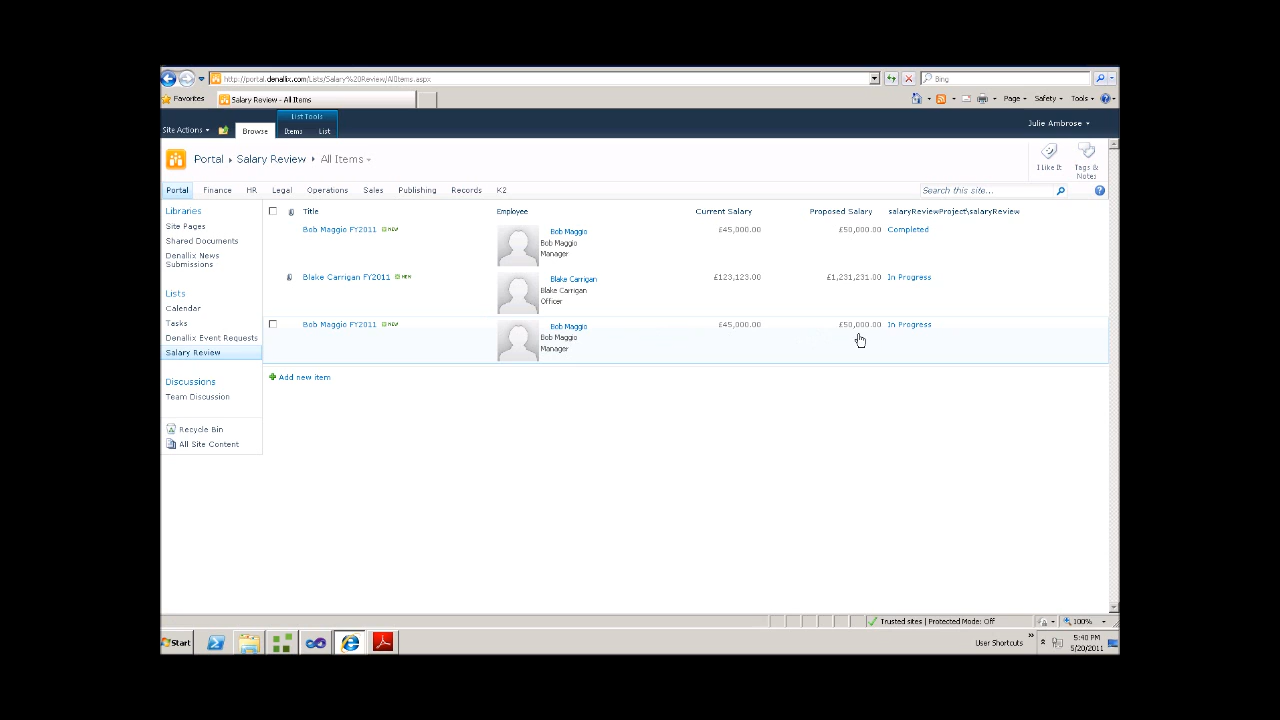 http://portal.denallix.com/Lists/Salary%20Review/AllItems.aspx
Bing
Favorites
Salary Review - All Items
Page
Safety
Tools
List Tools
Site Actions
Browse
Items
List
Julie Ambrose
Portal
Salary Review
All Items
I Like It
Tags & Notes
Portal
Finance
HR
Legal
Operations
Sales
Publishing
Records
K2
Search this site...
Libraries
Site Pages
Shared Documents
Denallix News
Submissions
Lists
Calendar
Tasks
Denallix Event Requests
Salary Review
Discussions
Team Discussion
Recycle Bin
All Site Content
Title
Employee
Current Salary
Proposed Salary
salaryReviewProject\salaryReview
Bob Maggio FY2011 NEW
Bob Maggio
Bob Maggio
Manager
£45,000.00
£50,000.00
Completed
Blake Carrigan FY2011 NEW
Blake Carrigan
Blake Carrigan
Officer
£123,123.00
£1,231,231.00
In Progress
Bob Maggio FY2011 NEW
Bob Maggio
Bob Maggio
Manager
£45,000.00
£50,000.00
In Progress
Add new item
Trusted sites | Protected Mode: Off
100%
Start
User Shortcuts
5:40 PM
5/20/2011